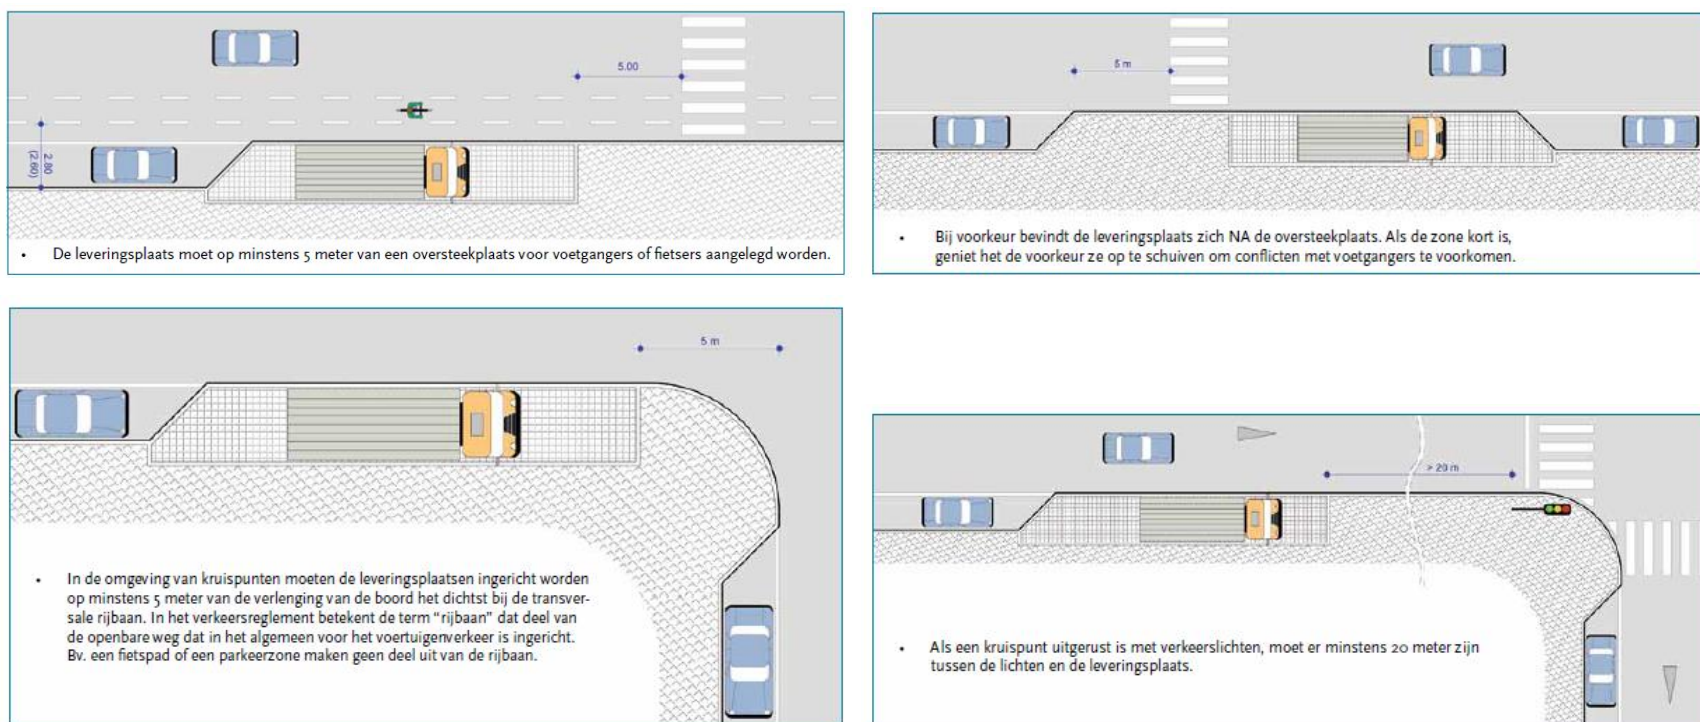 5.00
2.80
(2.60)
• De leveringsplaats moet op minstens 5 meter van een oversteekplaats voor voetgangers of fietsers aangelegd worden.
5 m
• Bij voorkeur bevindt de leveringsplaats zich NA de oversteekplaats. Als de zone kort is,
geniet het de voorkeur ze op te schuiven om conflicten met voetgangers te voorkomen.
5 m
• In de omgeving van kruispunten moeten de leveringsplaatsen ingericht worden
op minstens 5 meter van de verlenging van de boord het dichtst bij de transver-
sale rijbaan. In het verkeersreglement betekent de term “rijbaan” dat deel van
de openbare weg dat in het algemeen voor het voertuigenverkeer is ingericht.
Bv. een fietspad of een parkeerzone maken geen deel uit van de rijbaan.
> 20 m
• Als een kruispunt uitgerust is met verkeerslichten, moet er minstens 20 meter zijn
tussen de lichten en de leveringsplaats.